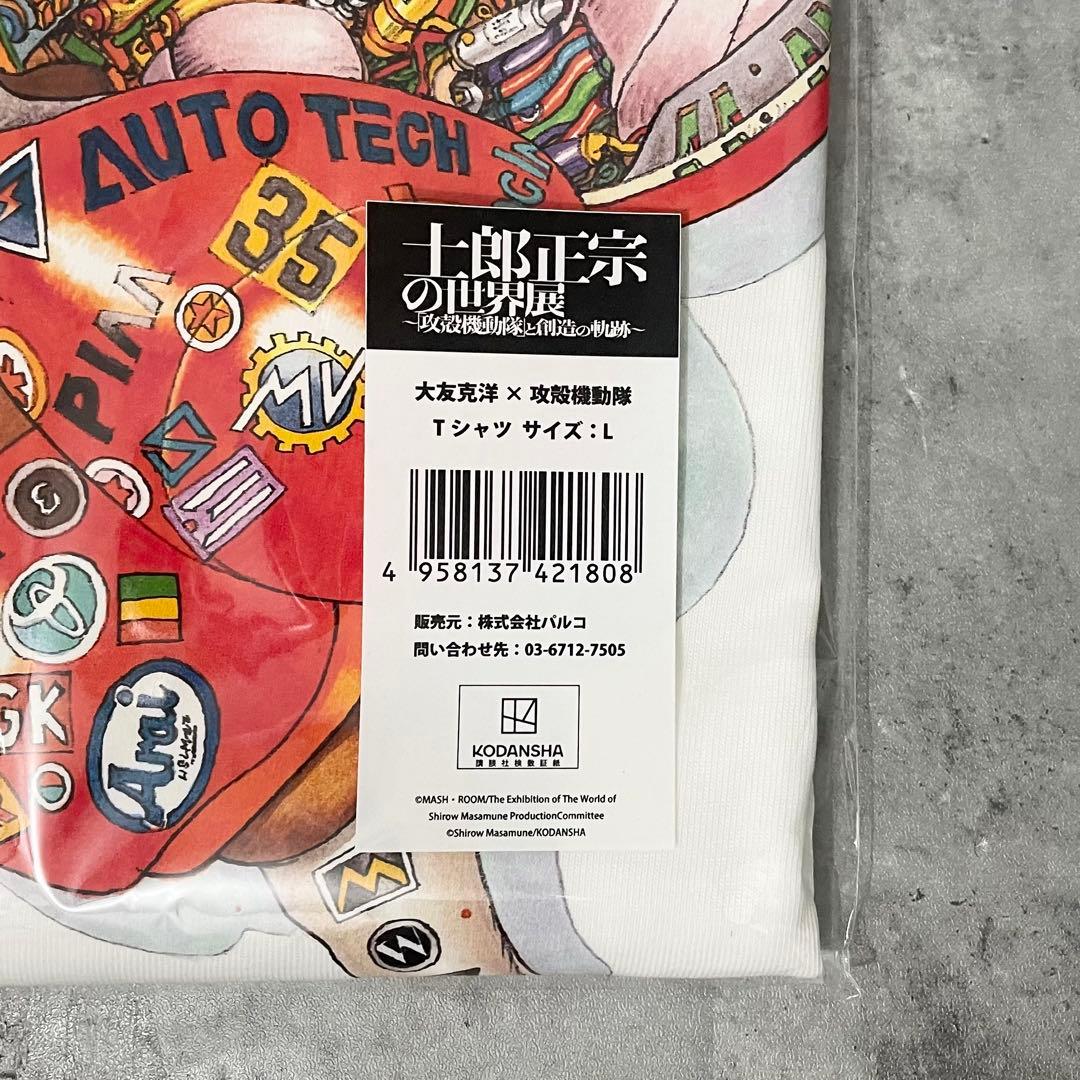 AUTO TECH
35
PIM
MV
GK
Arai
M
W
士郎正宗
の世界展
～「攻殻機動隊」と創造の軌跡～
大友克洋 × 攻殻機動隊
Tシャツ サイズ：L
4 958137 421808
販売元：株式会社パルコ
問い合わせ先：03-6712-7505
KODANSHA
講談社検数証紙
©MASH・ROOM/The Exhibition of The World of
Shirow Masamune ProductionCommittee
©Shirow Masamune/KODANSHA